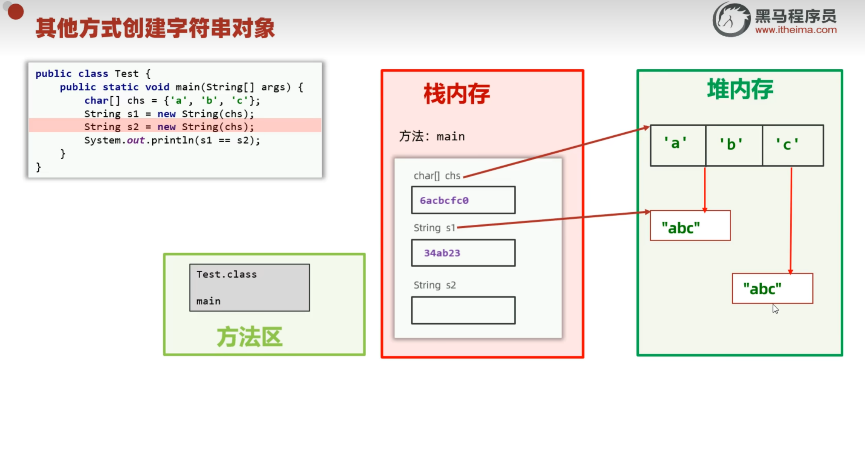 其他方式创建字符串对象
黑马程序员
www.itheima.com
public class Test {
public static void main(String[] args) {
char[] chs = {'a', 'b', 'c'};
String s1 = new String(chs);
String s2 = new String(chs);
System.out.println(s1 == s2);
}
}
栈内存
方法：main
char[] chs
6acbcfc0
String s1
34ab23
String s2
堆内存
'a' 'b' 'c'
"abc"
"abc"
Test.class
main
方法区